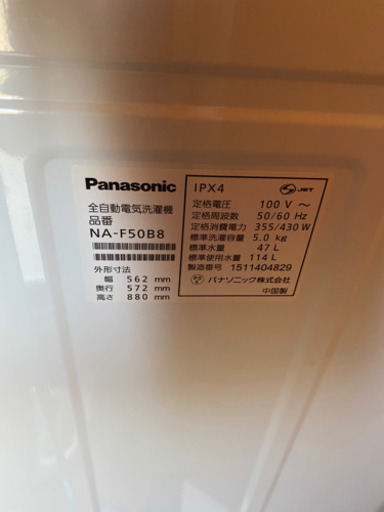 Panasonic
全自動電気洗濯機
品番
NA-F50B8
外形寸法
幅 562 mm
奥行 572 mm
高さ 880 mm
IPX4
JET
定格電圧 100 V ～
定格周波数 50/60 Hz
定格消費電力 355/430 W
標準洗濯容量 5.0 kg
標準水量 47 L
標準使用水量 114 L
製造番号 1511404829
パナソニック株式会社
中国製